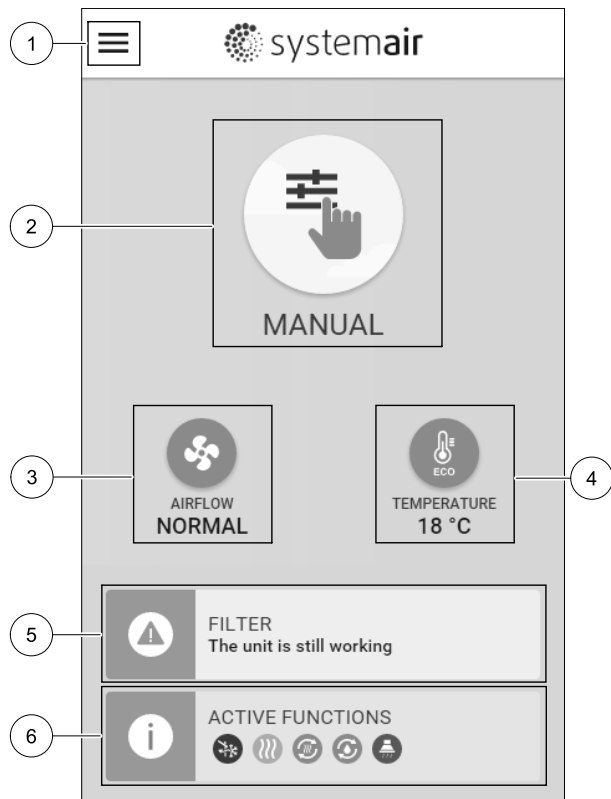 1
systemair
2
MANUAL
3
AIRFLOW
NORMAL
ECO
TEMPERATURE
18 °C
4
5
FILTER
The unit is still working
6
ACTIVE FUNCTIONS
i